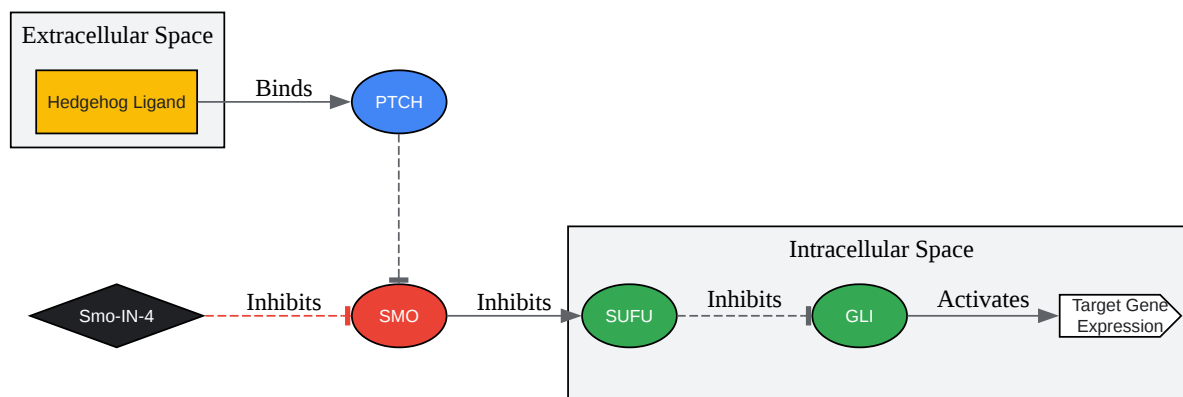 Extracellular Space
Hedgehog Ligand
Binds
PTCH
Intracellular Space
Smo-IN-4
Inhibits
SMO
Inhibits
SUFU
Inhibits
GLI
Activates
Target Gene
Expression